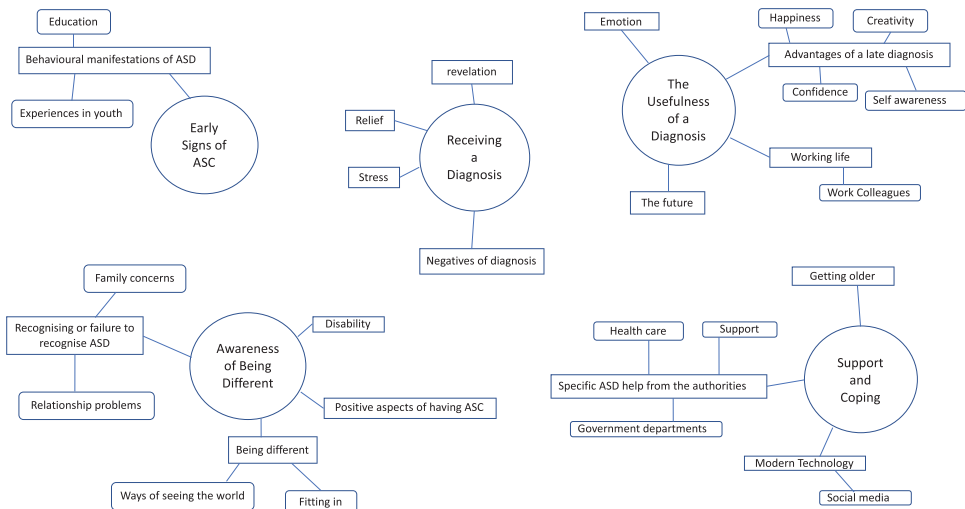 Education
Behavioural manifestations of ASD
Experiences in youth
Early
Signs of
ASC
revelation
Relief
Stress
Receiving
a
Diagnosis
Negatives of diagnosis
Emotion
Happiness
Creativity
Advantages of a late diagnosis
Confidence
Self awareness
The
Usefulness
of a
Diagnosis
Working life
Work Colleagues
The future
Family concerns
Recognising or failure to
recognise ASD
Relationship problems
Awareness
of Being
Different
Disability
Positive aspects of having ASC
Being different
Ways of seeing the world
Fitting in
Getting older
Health care
Support
Specific ASD help from the authorities
Government departments
Support
and
Coping
Modern Technology
Social media